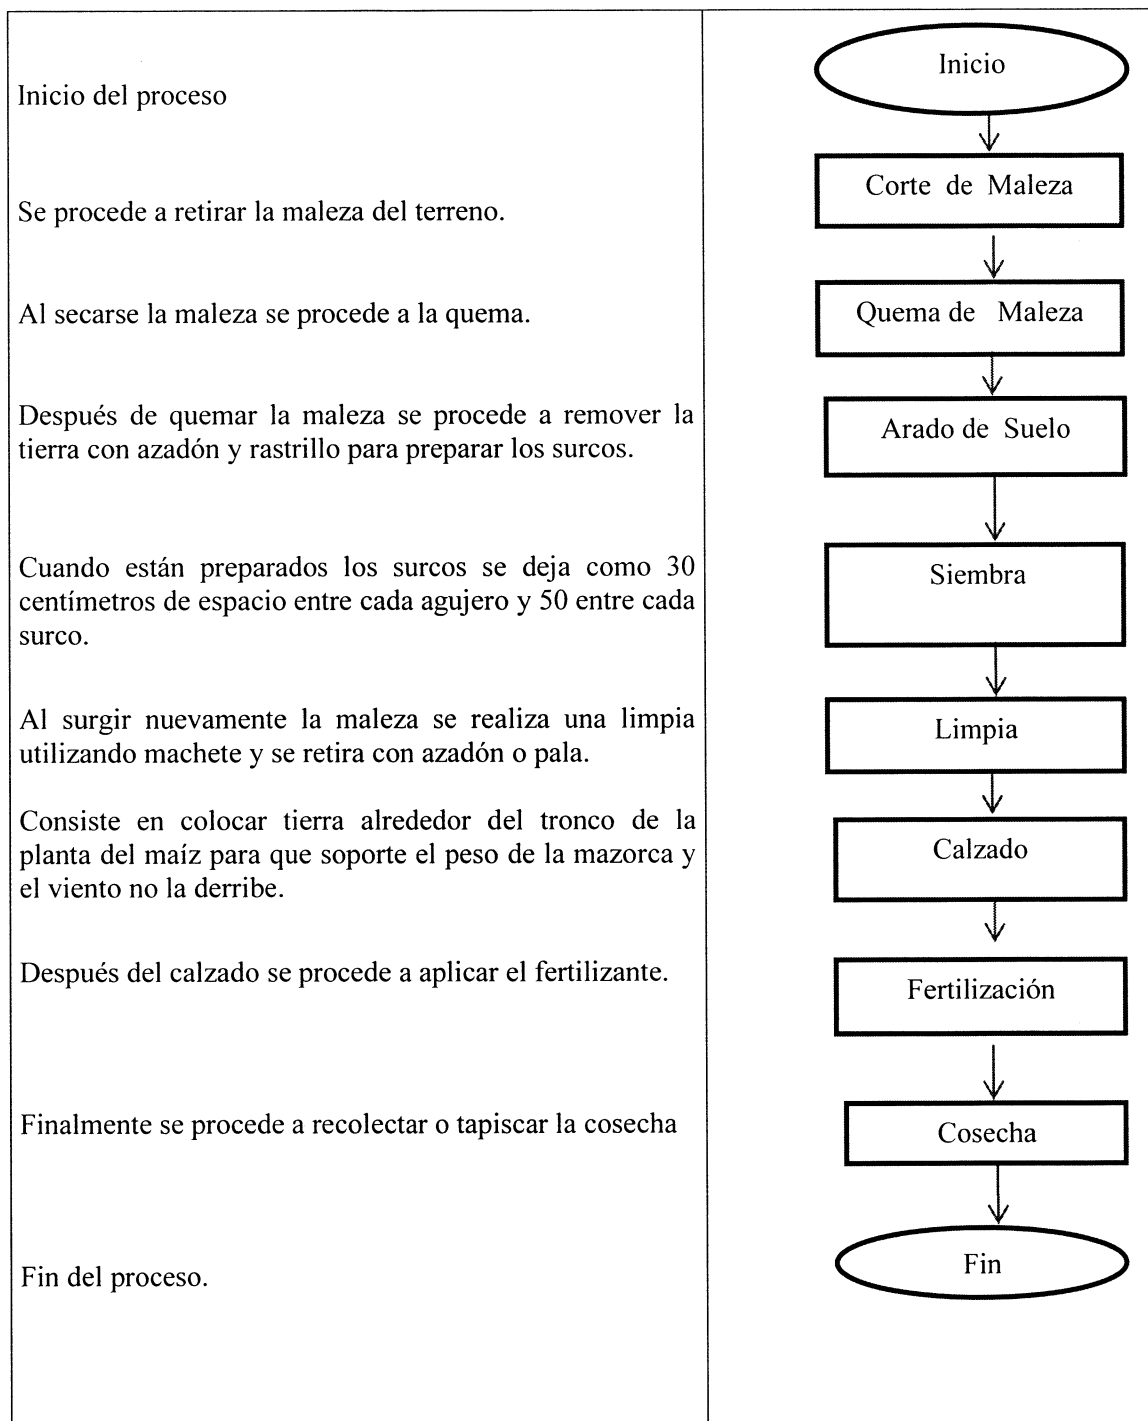 Inicio del proceso
Inicio
Se procede a retirar la maleza del terreno.
Corte de Maleza
Al secarse la maleza se procede a la quema.
Quema de Maleza
Después de quemar la maleza se procede a remover la
tierra con azadón y rastrillo para preparar los surcos.
Arado de Suelo
Cuando están preparados los surcos se deja como 30
centímetros de espacio entre cada agujero y 50 entre cada
surco.
Siembra
Al surgir nuevamente la maleza se realiza una limpia
utilizando machete y se retira con azadón o pala.
Limpia
Consiste en colocar tierra alrededor del tronco de la
planta del maíz para que soporte el peso de la mazorca y
el viento no la derribe.
Calzado
Después del calzado se procede a aplicar el fertilizante.
Fertilización
Finalmente se procede a recolectar o tapiscar la cosecha
Cosecha
Fin del proceso.
Fin